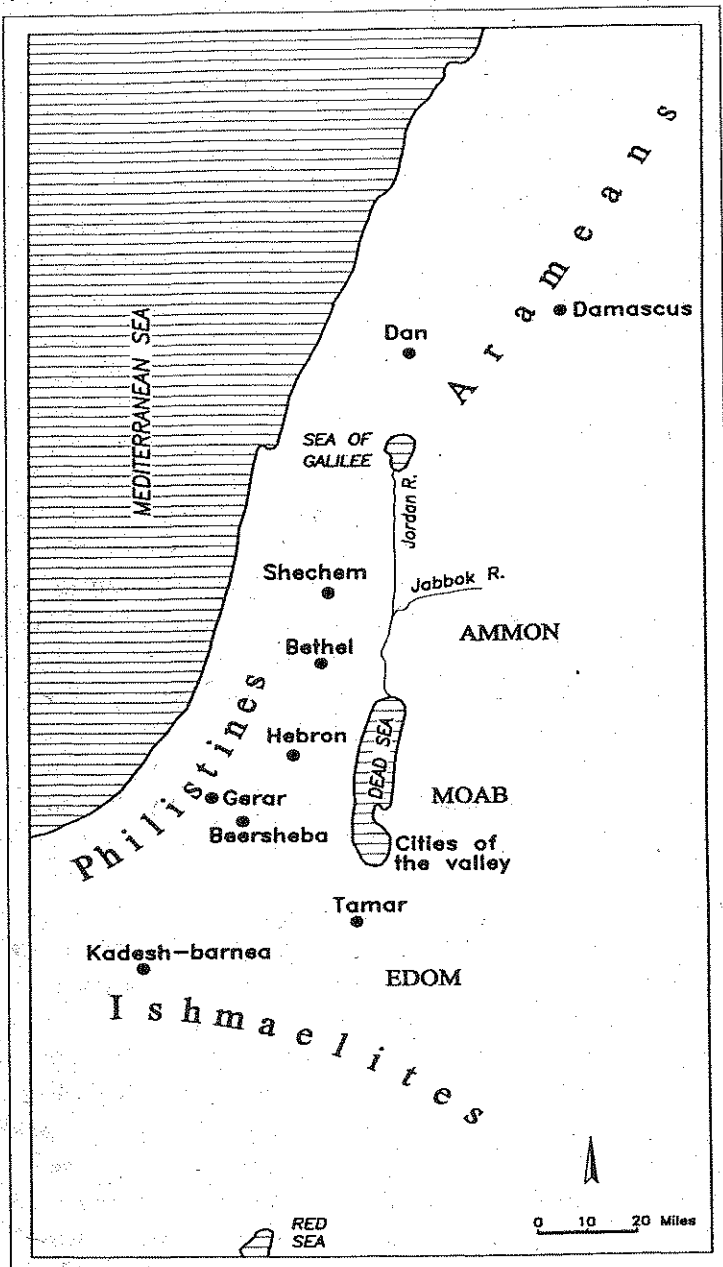 Arameans
Damascus
Dan
MEDITERRANEAN SEA
SEA OF
GALILEE
Jordan R.
Shechem
Jabbok R.
AMMON
Bethel
Philistines
Hebron
DEAD SEA
Gerar
MOAB
Beersheba
Cities of
the valley
Tamar
Kadesh-barnea
EDOM
Ishmaelites
RED
SEA
0 10 20 Miles